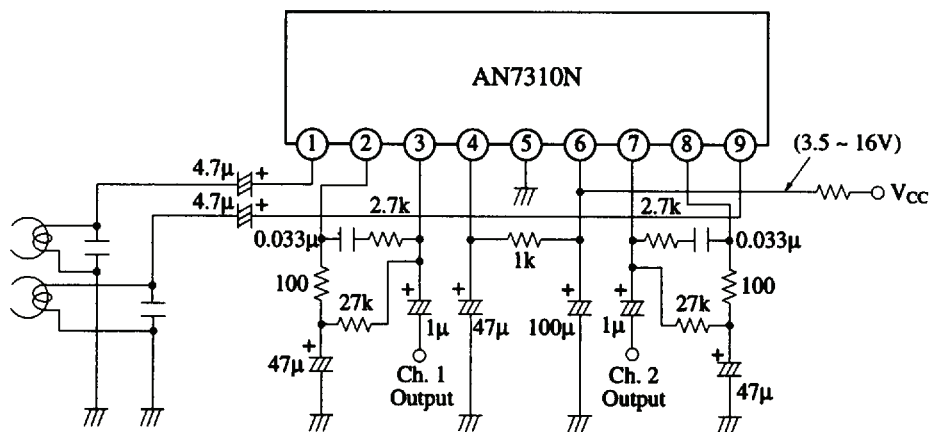 AN7310N
1 2 3 4 5 6 7 8 9
(3.5 ~ 16V)
4.7μ +
4.7μ +
V_CC
2.7k
2.7k
0.033μ
0.033μ
1k
100
27k
+
1μ
+
47μ
+
100μ
+
1μ
27k
100
+
47μ
Ch. 1
Output
Ch. 2
Output
+
47μ